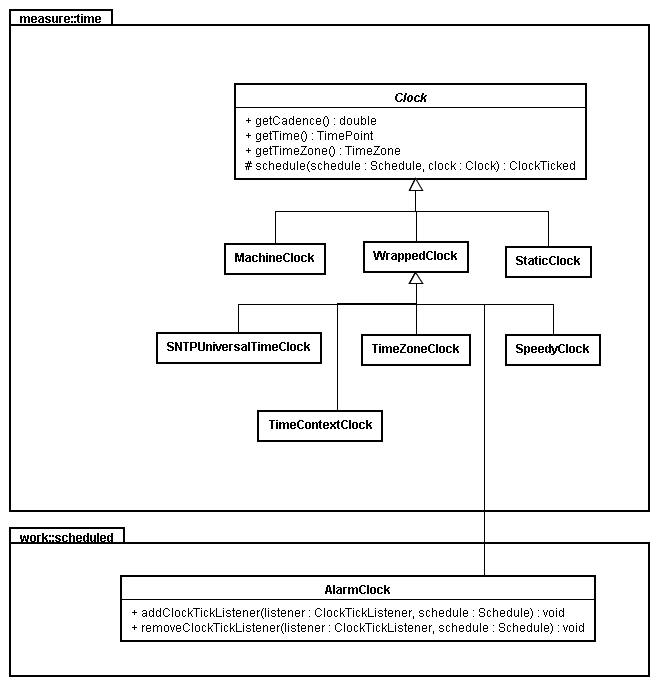 measure::time
Clock
+ getCadence() : double
+ getTime() : TimePoint
+ getTimeZone() : TimeZone
# schedule(schedule : Schedule, clock : Clock) : ClockTicked
MachineClock
WrappedClock
StaticClock
SNTPUniversalTimeClock
TimeZoneClock
SpeedyClock
TimeContextClock
work::scheduled
AlarmClock
+ addClockTickListener(listener : ClockTickListener, schedule : Schedule) : void
+ removeClockTickListener(listener : ClockTickListener, schedule : Schedule) : void